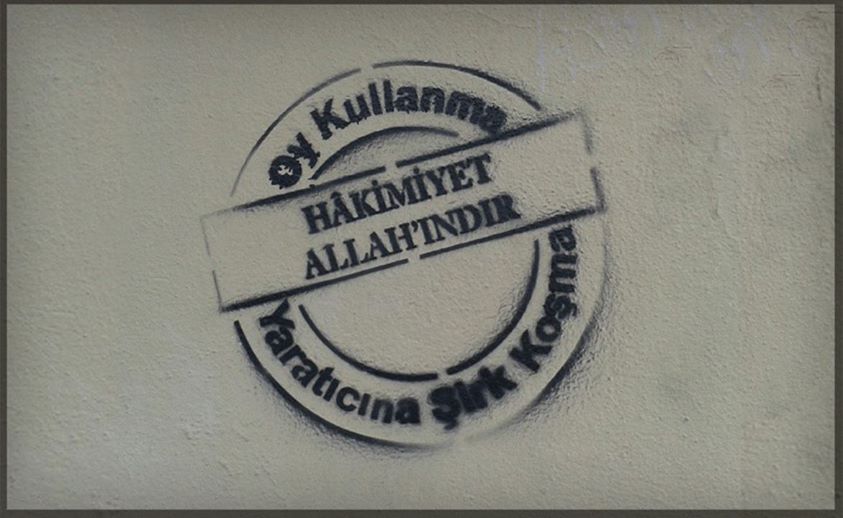 Oy Kullanma
HÂKİMİYET
ALLAH'INDIR
Yaratıcına Şirk Koşma